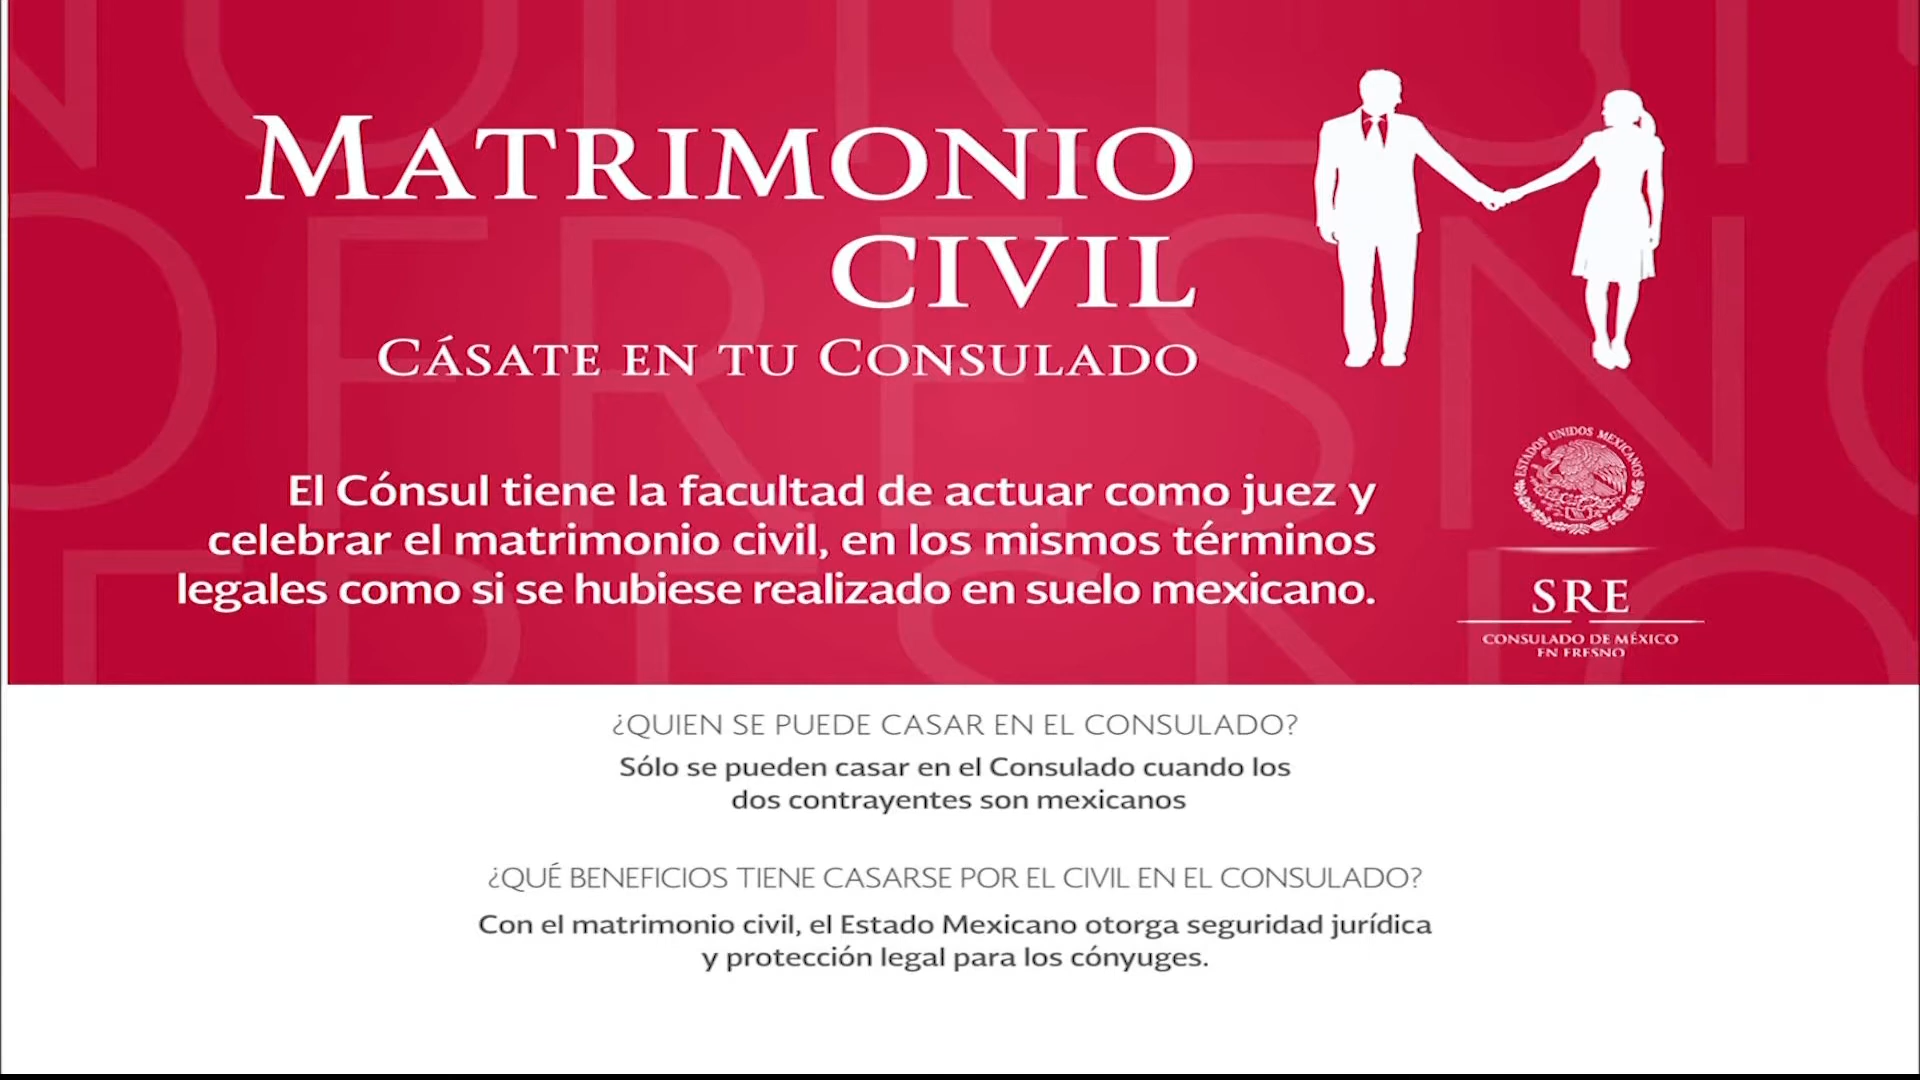 MATRIMONIO
CIVIL
CÁSATE EN TU CONSULADO
El Cónsul tiene la facultad de actuar como juez y
celebrar el matrimonio civil, en los mismos términos
legales como si se hubiese realizado en suelo mexicano.
ESTADOS UNIDOS MEXICANOS
SRE
CONSULADO DE MÉXICO
EN FRESNO
¿QUIEN SE PUEDE CASAR EN EL CONSULADO?
Sólo se pueden casar en el Consulado cuando los
dos contrayentes son mexicanos
¿QUÉ BENEFICIOS TIENE CASARSE POR EL CIVIL EN EL CONSULADO?
Con el matrimonio civil, el Estado Mexicano otorga seguridad jurídica
y protección legal para los cónyuges.